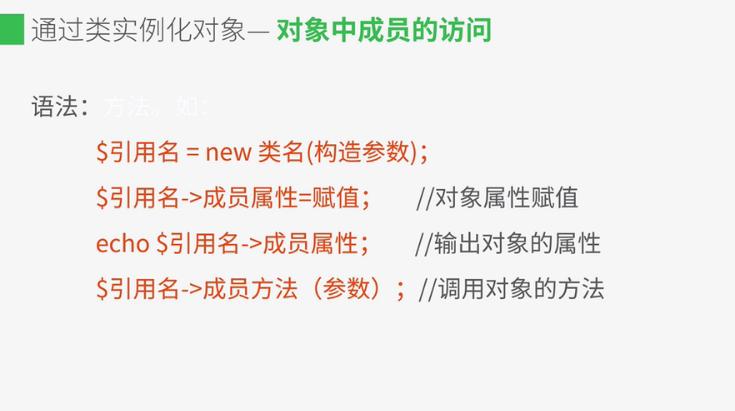 通过类实例化对象— 对象中成员的访问
语法：方法。如：
$引用名 = new 类名(构造参数)；
$引用名->成员属性=赋值； //对象属性赋值
echo $引用名->成员属性； //输出对象的属性
$引用名->成员方法（参数）；//调用对象的方法